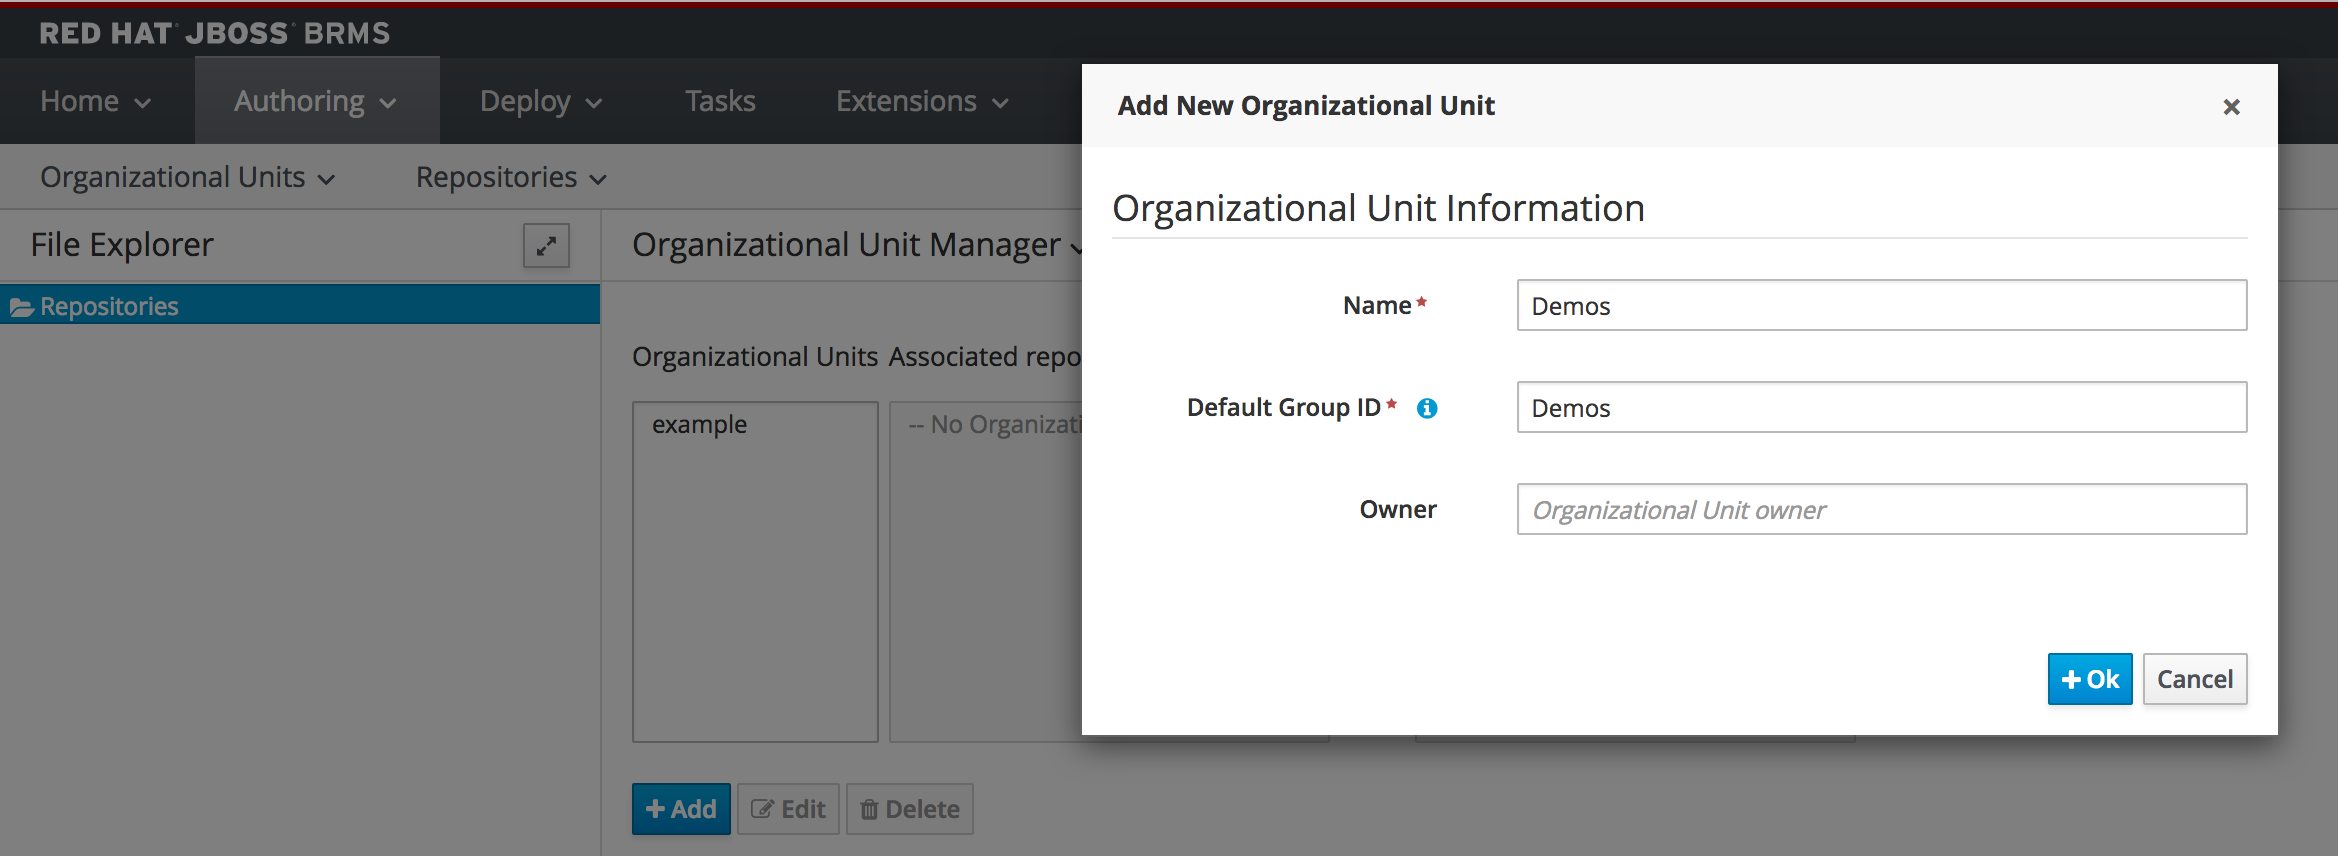 RED HAT® JBOSS® BRMS
Home
Authoring
Deploy
Tasks
Extensions
Organizational Units
Repositories
File Explorer
Repositories
Organizational Unit Manager
Organizational Units
Associated repo
example
-- No Organizati
Add
Edit
Delete
Add New Organizational Unit
×
Organizational Unit Information
Name*
Demos
Default Group ID*
Demos
Owner
Organizational Unit owner
Ok
Cancel